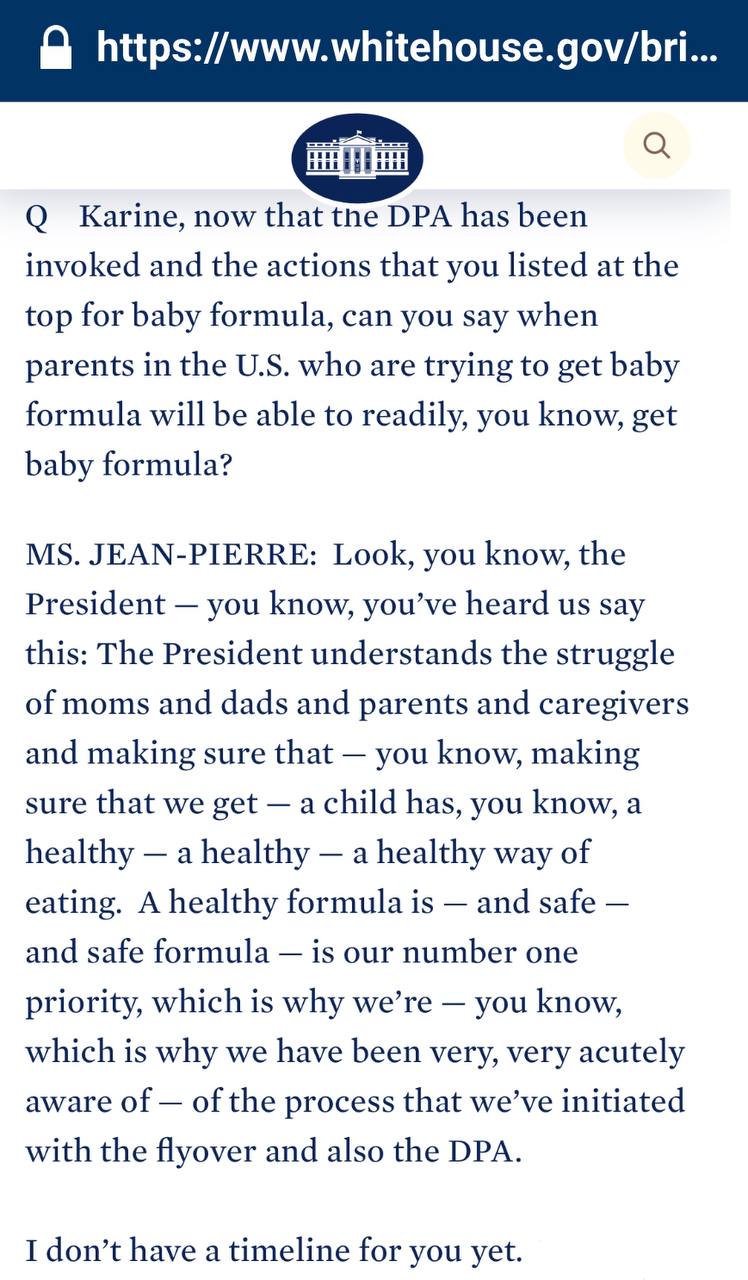 https://www.whitehouse.gov/bri...
Q Karine, now that the DPA has been
invoked and the actions that you listed at the
top for baby formula, can you say when
parents in the U.S. who are trying to get baby
formula will be able to readily, you know, get
baby formula?
MS. JEAN-PIERRE: Look, you know, the
President — you know, you’ve heard us say
this: The President understands the struggle
of moms and dads and parents and caregivers
and making sure that — you know, making
sure that we get — a child has, you know, a
healthy — a healthy — a healthy way of
eating. A healthy formula is — and safe —
and safe formula — is our number one
priority, which is why we’re — you know,
which is why we have been very, very acutely
aware of — of the process that we’ve initiated
with the flyover and also the DPA.
I don’t have a timeline for you yet.